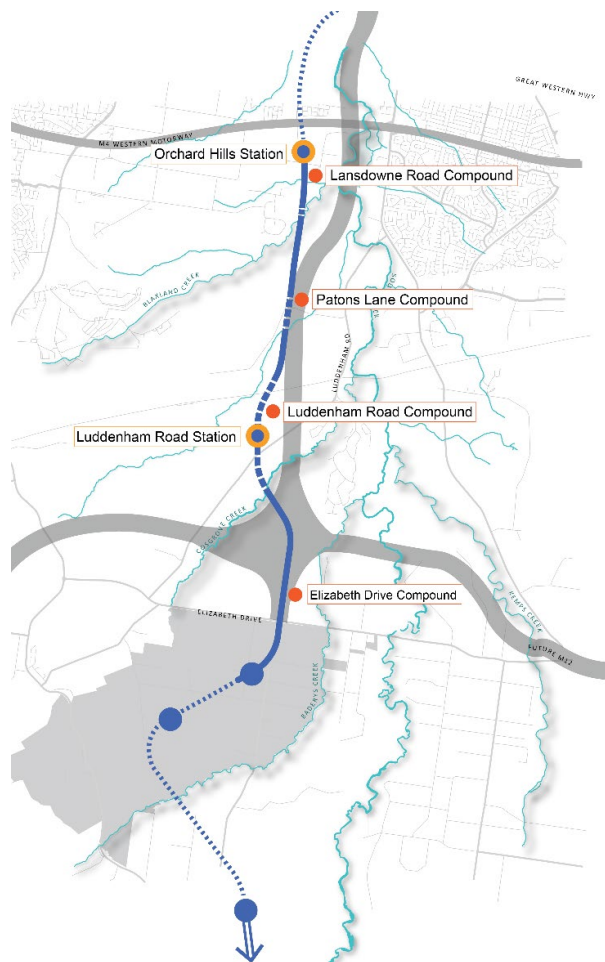 GREAT WESTERN HWY
M4 WESTERN MOTORWAY
Orchard Hills Station
Lansdowne Road Compound
BLAXLAND CREEK
Patons Lane Compound
LUDDENHAM RD
Luddenham Road Compound
Luddenham Road Station
COSGROVE CREEK
Elizabeth Drive Compound
KEMPS CREEK
ELIZABETH DRIVE
FUTURE M12
BADERYS CREEK